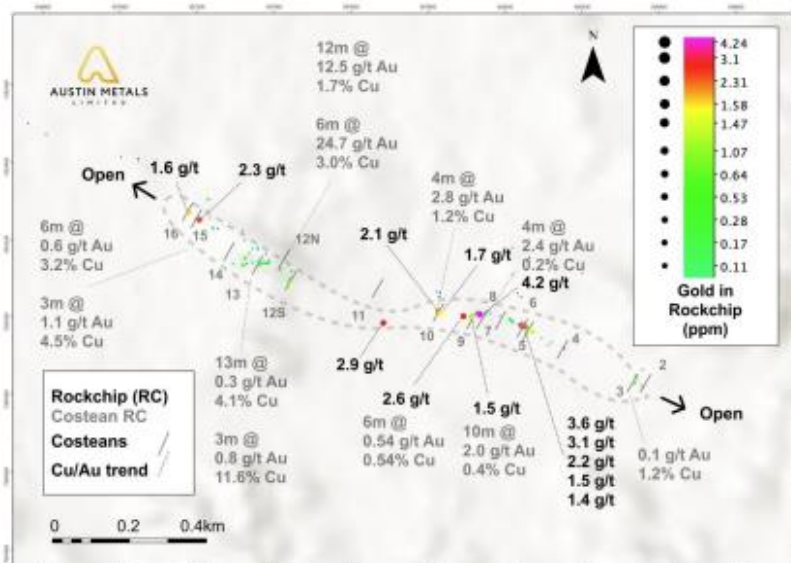 AUSTIN METALS
LIMITED
N
12m @
12.5 g/t Au
1.7% Cu
6m @
24.7 g/t Au
3.0% Cu
4.24
3.1
2.31
1.58
1.47
1.07
0.64
0.53
0.28
0.17
0.11
Gold in
Rockchip
(ppm)
Open
1.6 g/t
2.3 g/t
4m @
2.8 g/t Au
1.2% Cu
2.1 g/t
1.7 g/t
4m @
2.4 g/t Au
0.2% Cu
4.2 g/t
6m @
0.6 g/t Au
3.2% Cu
3m @
1.1 g/t Au
4.5% Cu
16
15
14
13
12N
12S
11
10
9
8
7
6
5
4
3
2
2.9 g/t
2.6 g/t
1.5 g/t
13m @
0.3 g/t Au
4.1% Cu
3m @
0.8 g/t Au
11.6% Cu
6m @
0.54 g/t Au
0.54% Cu
10m @
2.0 g/t Au
0.4% Cu
3.6 g/t
3.1 g/t
2.2 g/t
1.5 g/t
1.4 g/t
0.1 g/t Au
1.2% Cu
Open
Rockchip (RC)
Costean RC
Costeans
Cu/Au trend
0 0.2 0.4km